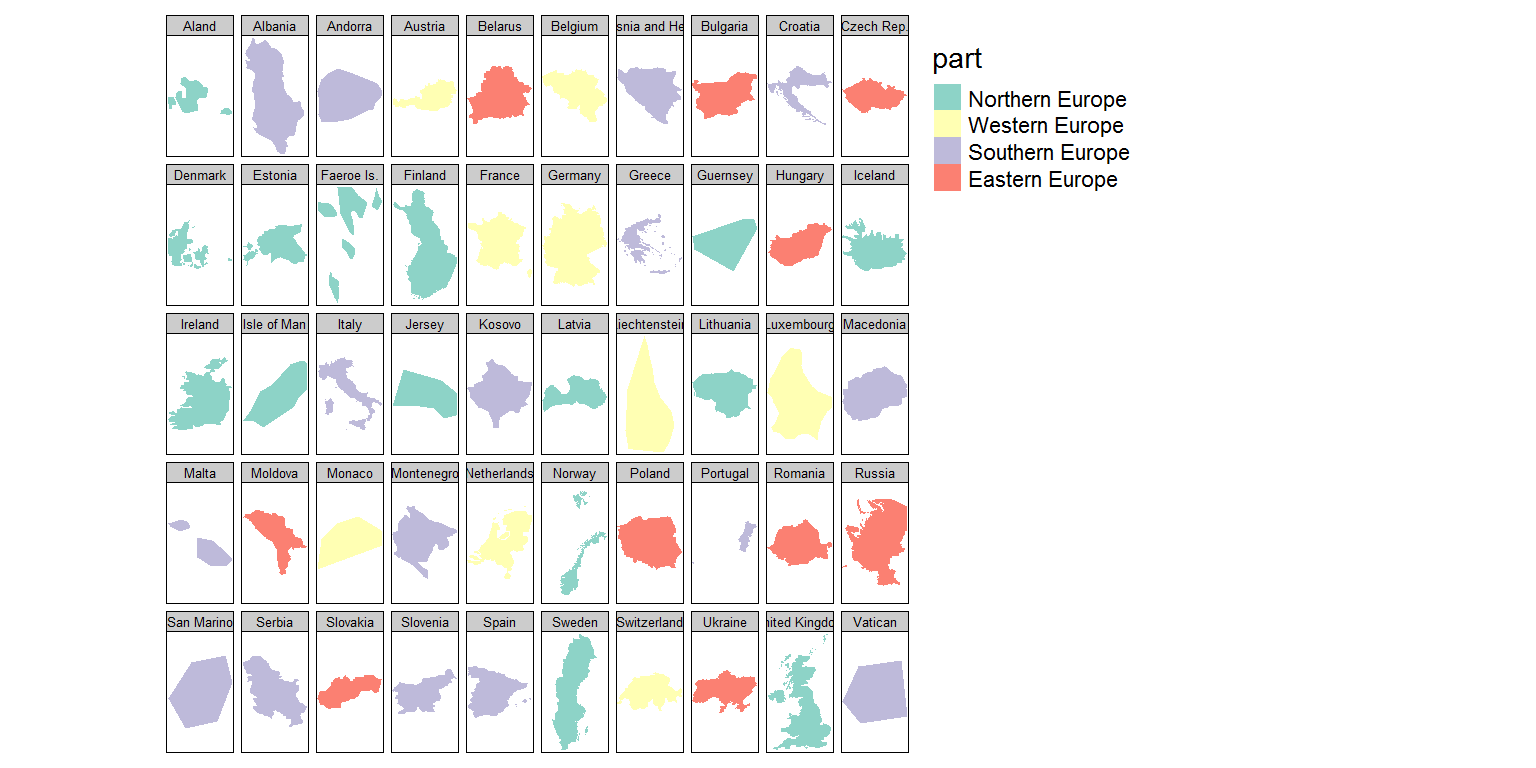 Aland Albania Andorra Austria Belarus Belgium snia and He Bulgaria Croatia Czech Rep.
Denmark Estonia Faeroe Is. Finland France Germany Greece Guernsey Hungary Iceland
Ireland Isle of Man Italy Jersey Kosovo Latvia iechtenstein Lithuania Luxembourg Macedonia
Malta Moldova Monaco Montenegro Netherlands Norway Poland Portugal Romania Russia
San Marino Serbia Slovakia Slovenia Spain Sweden Switzerland Ukraine nited Kingdo Vatican
part
Northern Europe
Western Europe
Southern Europe
Eastern Europe